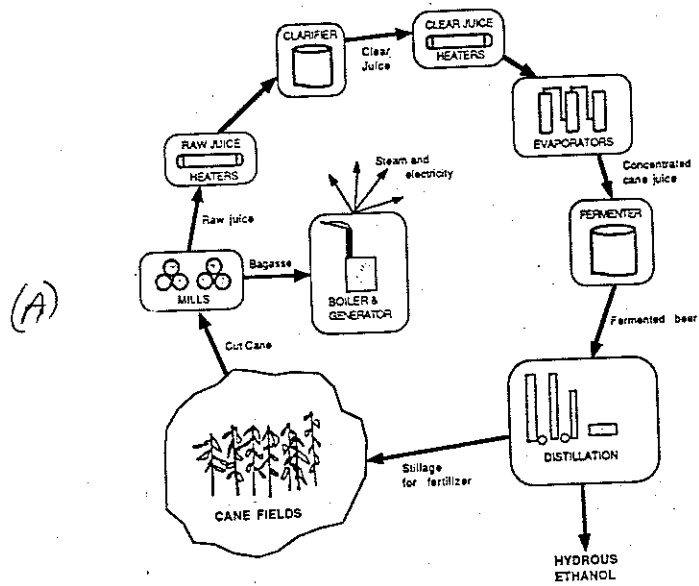 CLARIFIER
Clear
Juice
CLEAR JUICE
HEATERS
EVAPORATORS
Concentrated
cane juice
FERMENTER
Fermented beer
DISTILLATION
HYDROUS
ETHANOL
Stillage
for fertilizer
CANE FIELDS
Cut Cane
MILLS
Bagasse
BOILER &
GENERATOR
Steam and
electricity
Raw juice
RAW JUICE
HEATERS
(A)